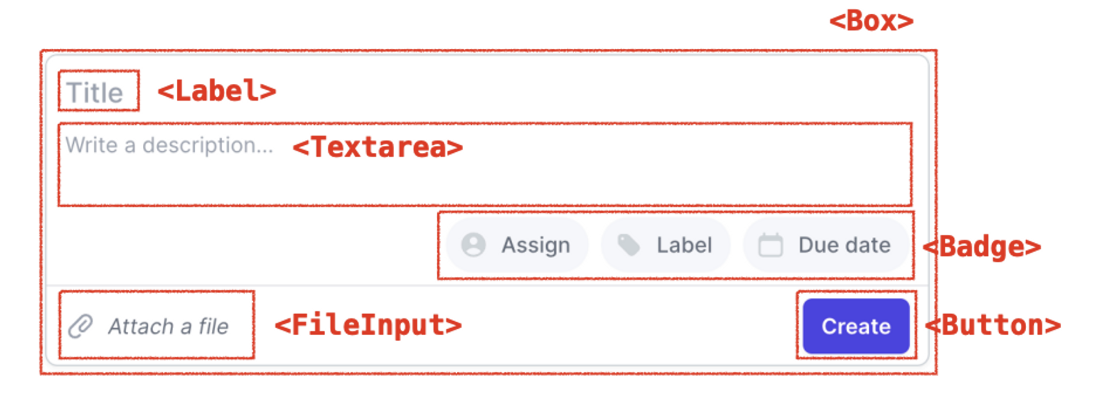 <Box>
Title <Label>
Write a description... <Textarea>
Assign Label Due date <Badge>
Attach a file <FileInput> Create <Button>